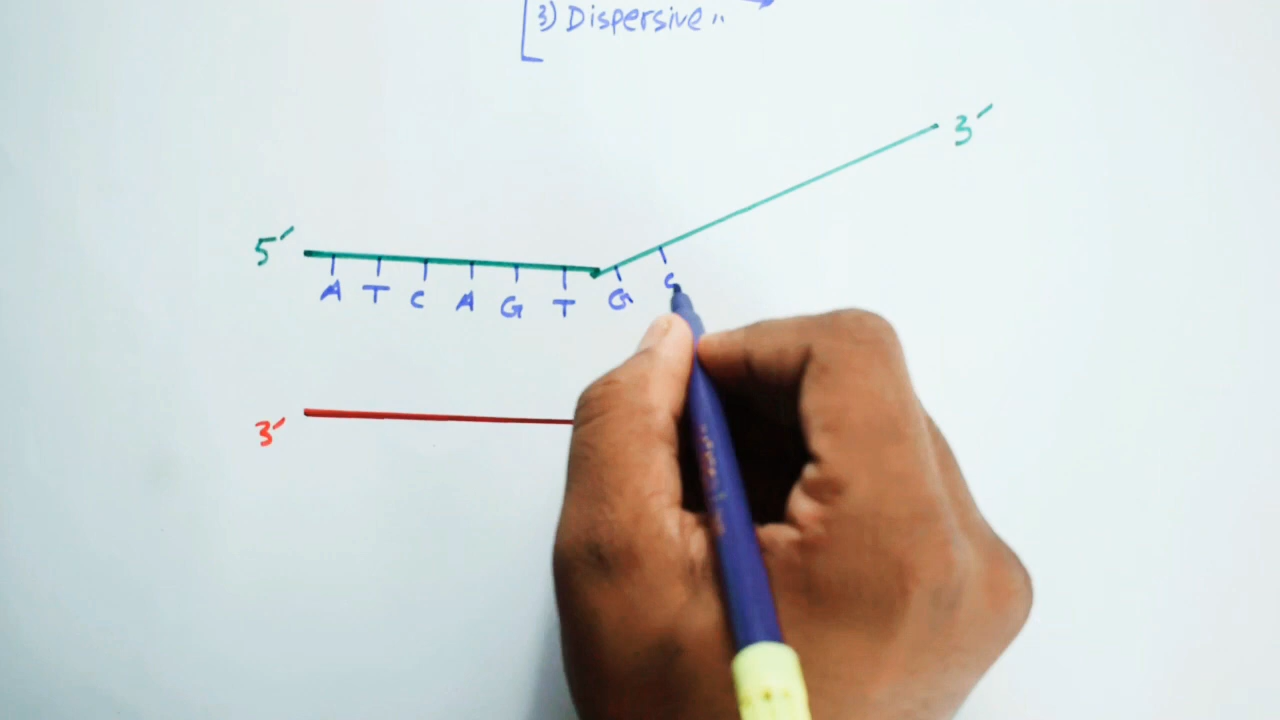 3) Dispersive ,,
3′
5′
A T C A G T G
3′